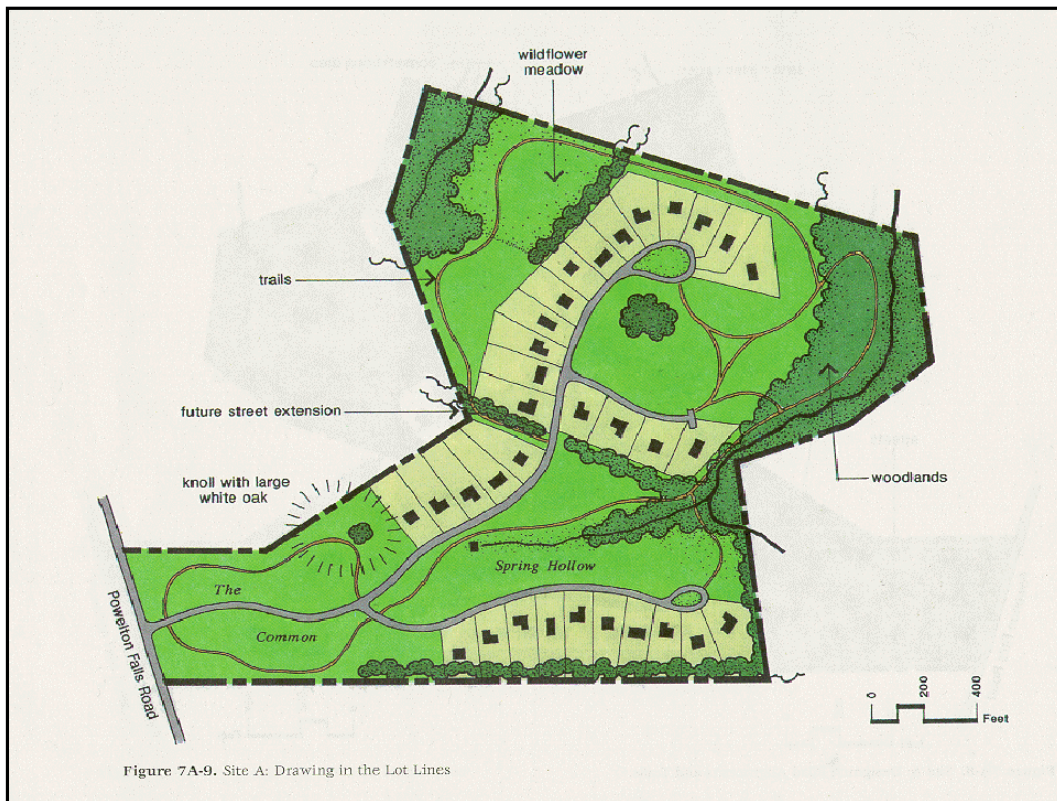 wildflower
meadow
trails
future street extension
knoll with large
white oak
woodlands
Spring Hollow
The
Common
Powelton Falls Road
0
200
400
Feet
Figure 7A-9. Site A: Drawing in the Lot Lines